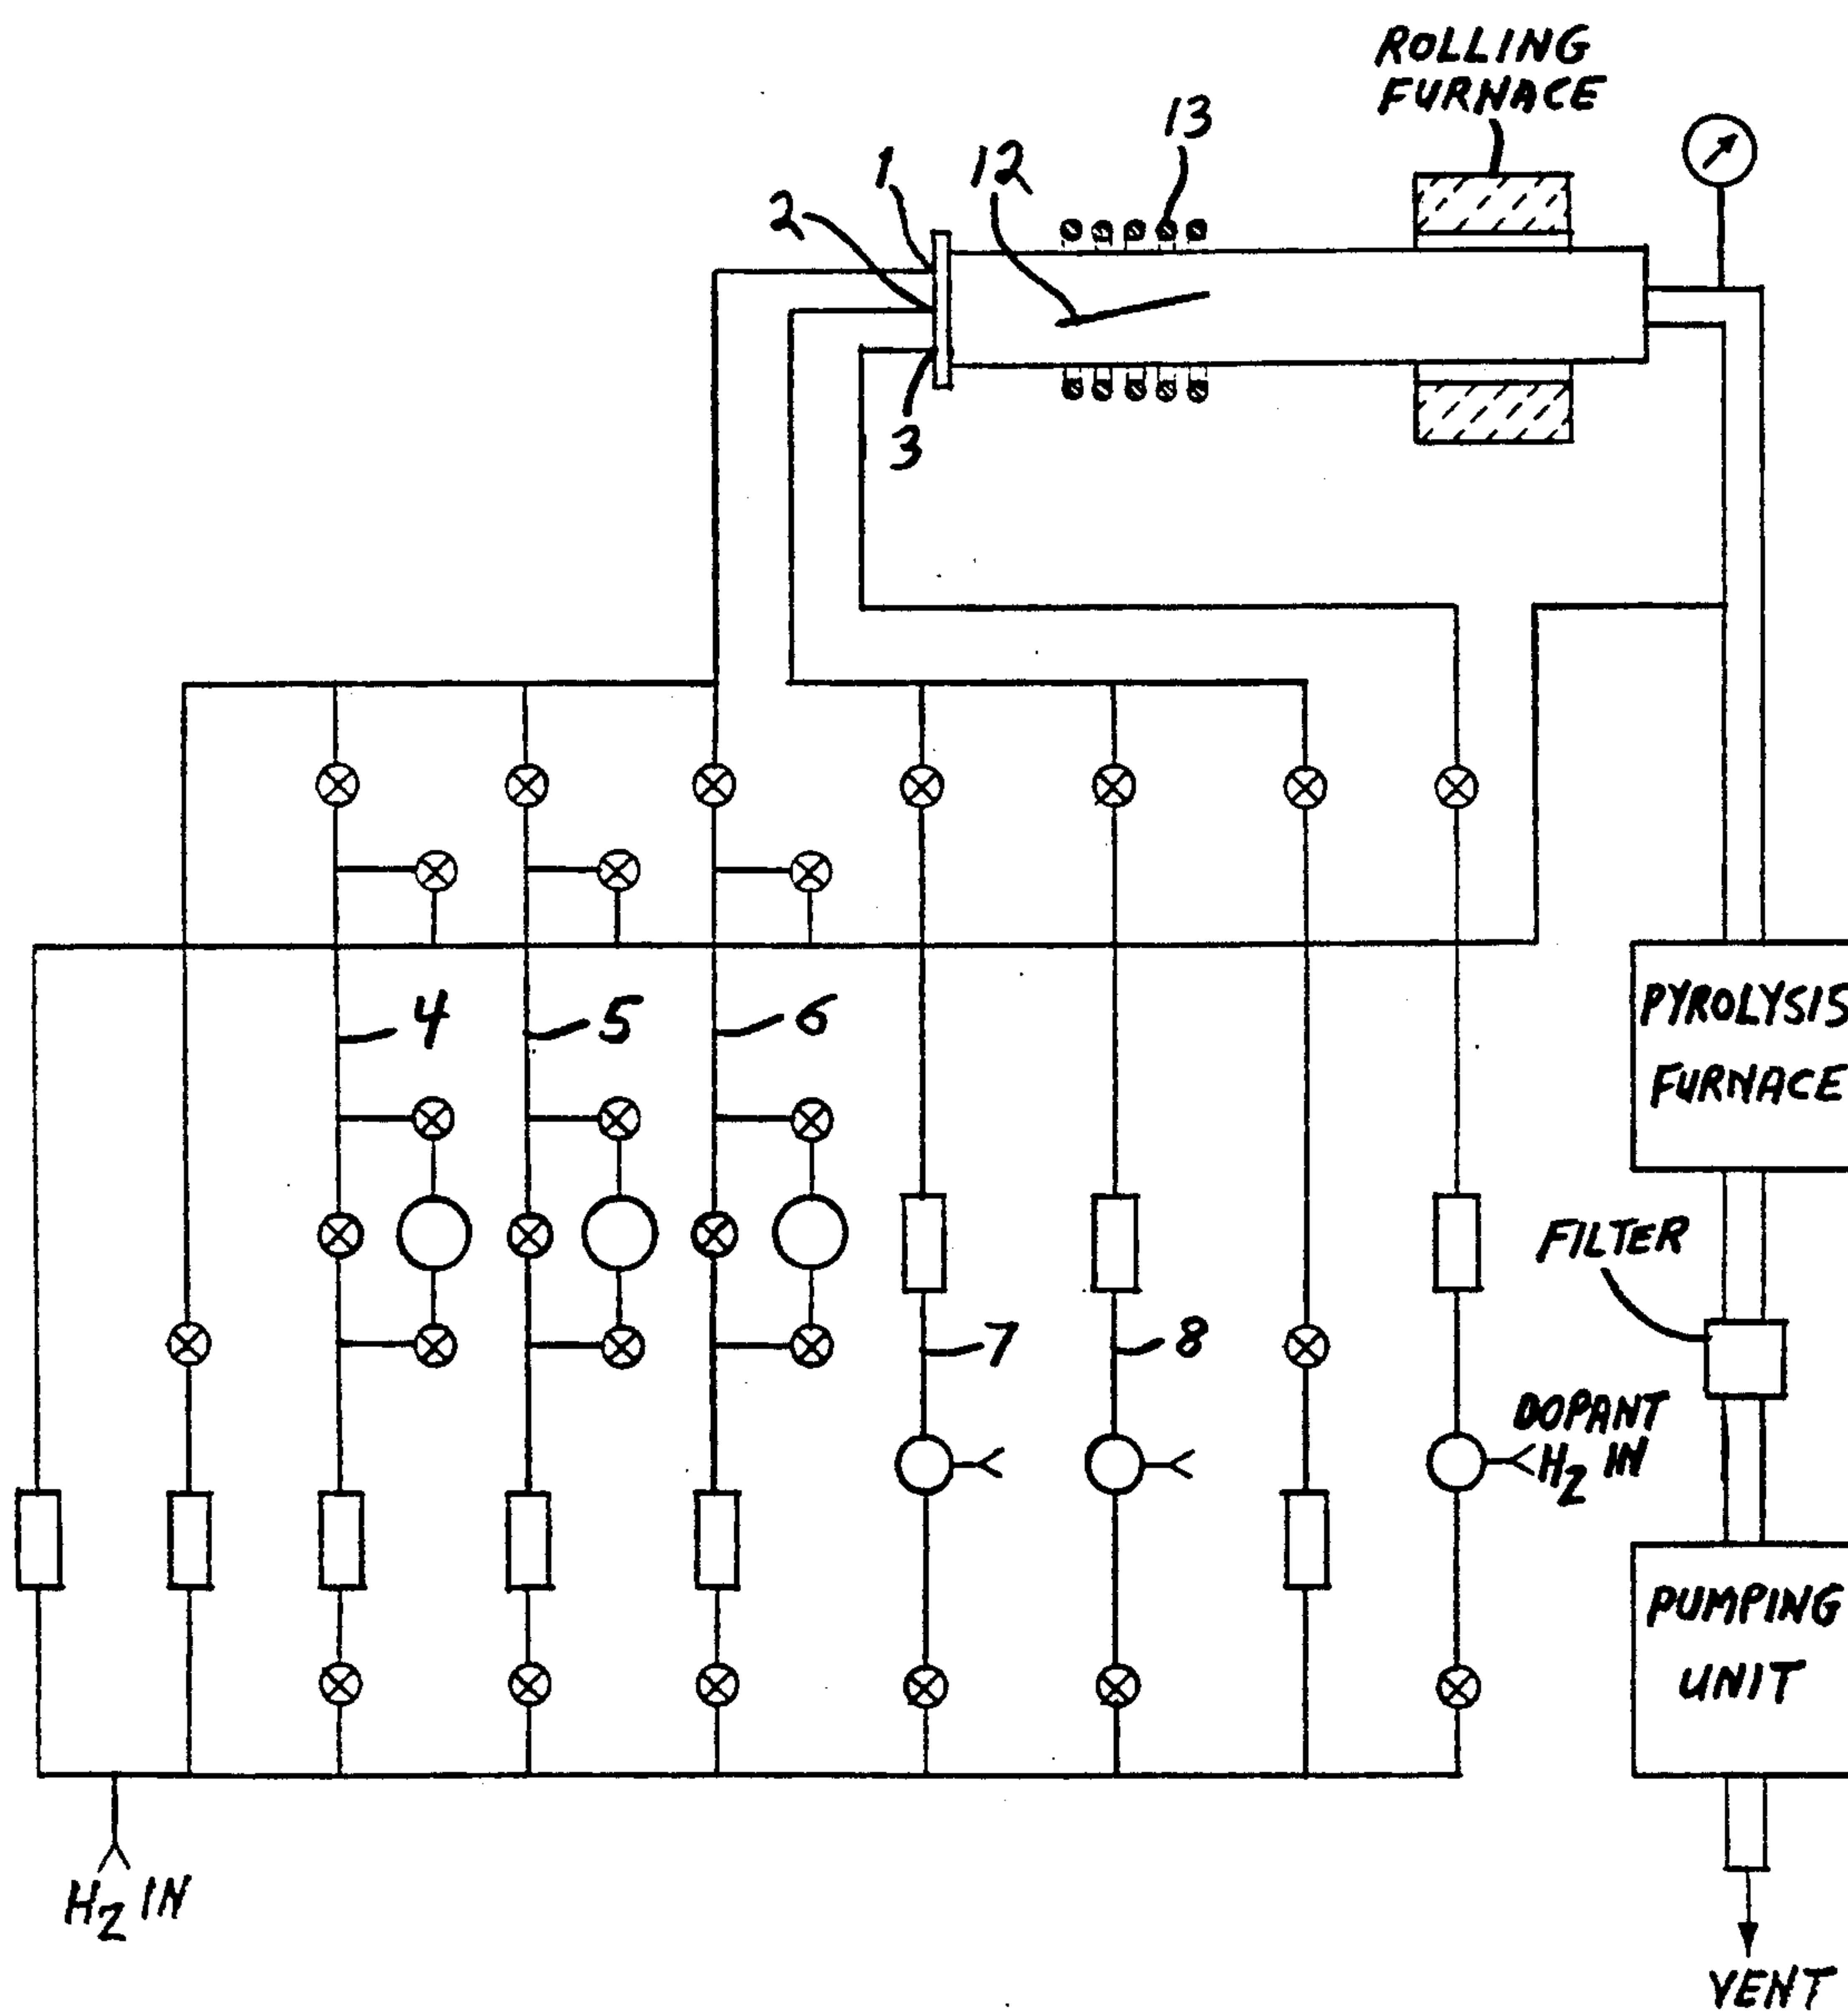 ROLLING
FURNACE
13
1
12
2
3
4
5
6
PYROLYSIS
FURNACE
FILTER
7
8
DOPANT
H2 IN
PUMPING
UNIT
H2 IN
VENT